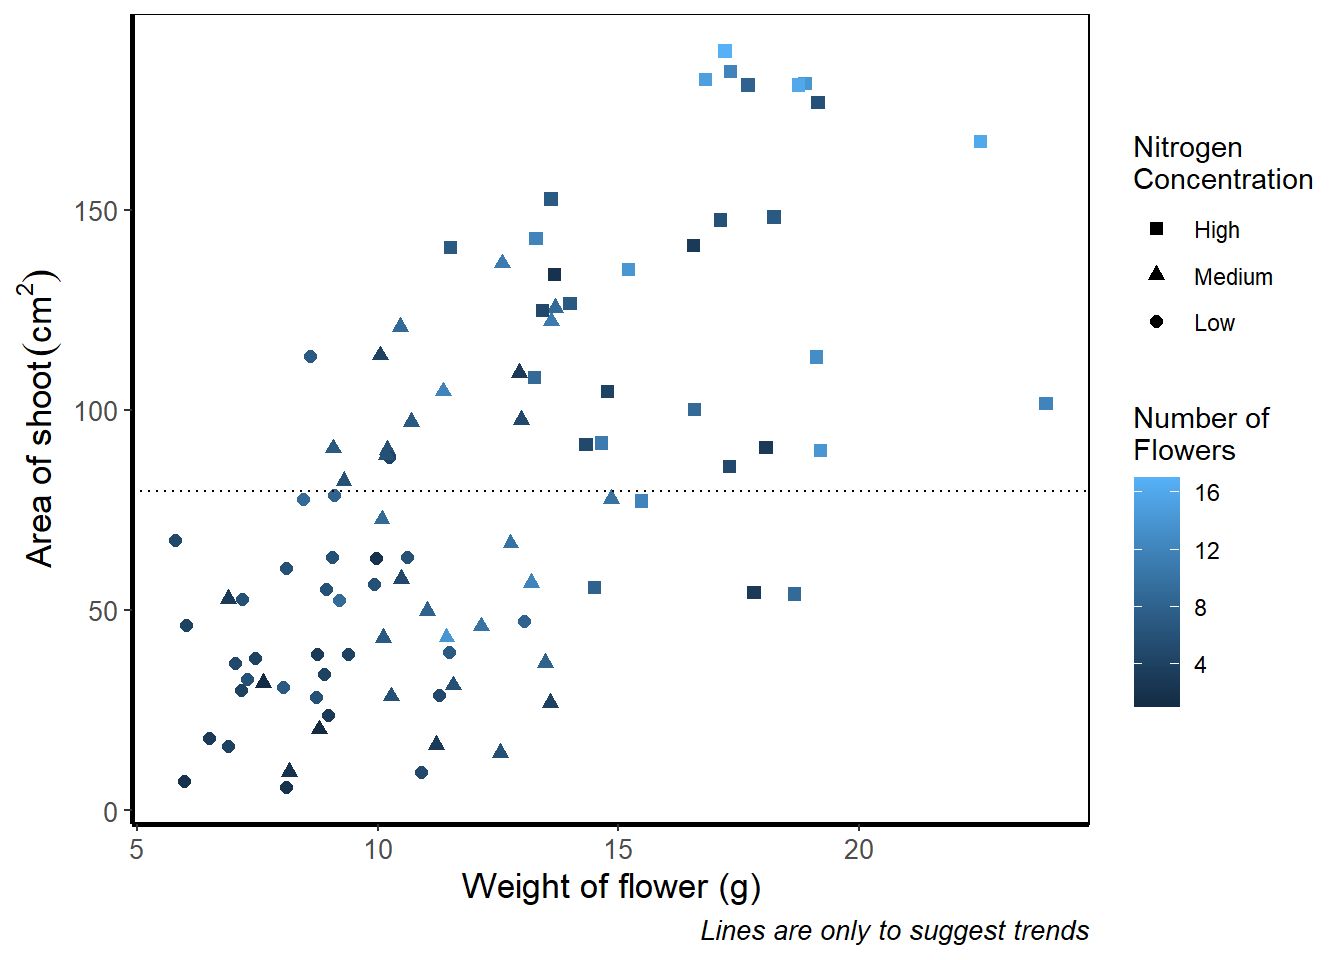 Area of shoot(cm²)
150
100
50
0
5 10 15 20
Weight of flower (g)
Lines are only to suggest trends
Nitrogen
Concentration
High
Medium
Low
Number of
Flowers
16
12
8
4